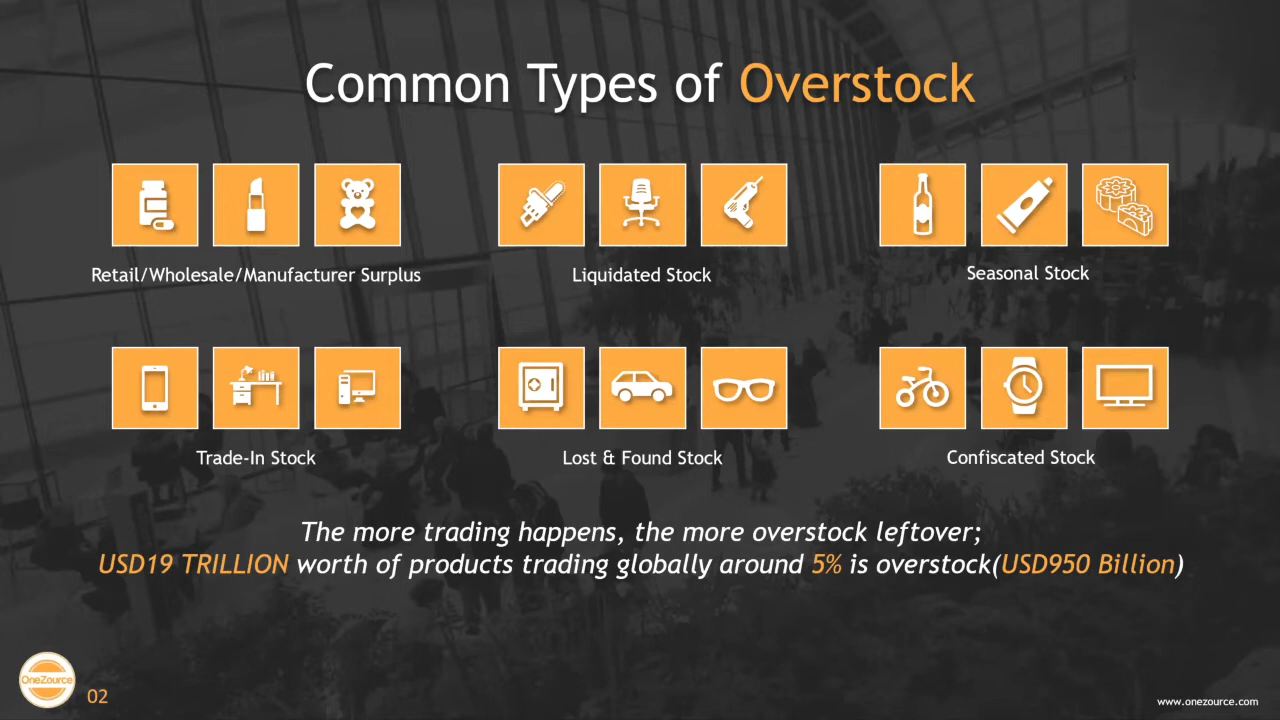 Common Types of Overstock
Retail/Wholesale/Manufacturer Surplus
Liquidated Stock
Seasonal Stock
Trade-In Stock
Lost & Found Stock
Confiscated Stock
The more trading happens, the more overstock leftover;
USD19 TRILLION worth of products trading globally around 5% is overstock(USD950 Billion)
OneZource
02
www.onezource.com